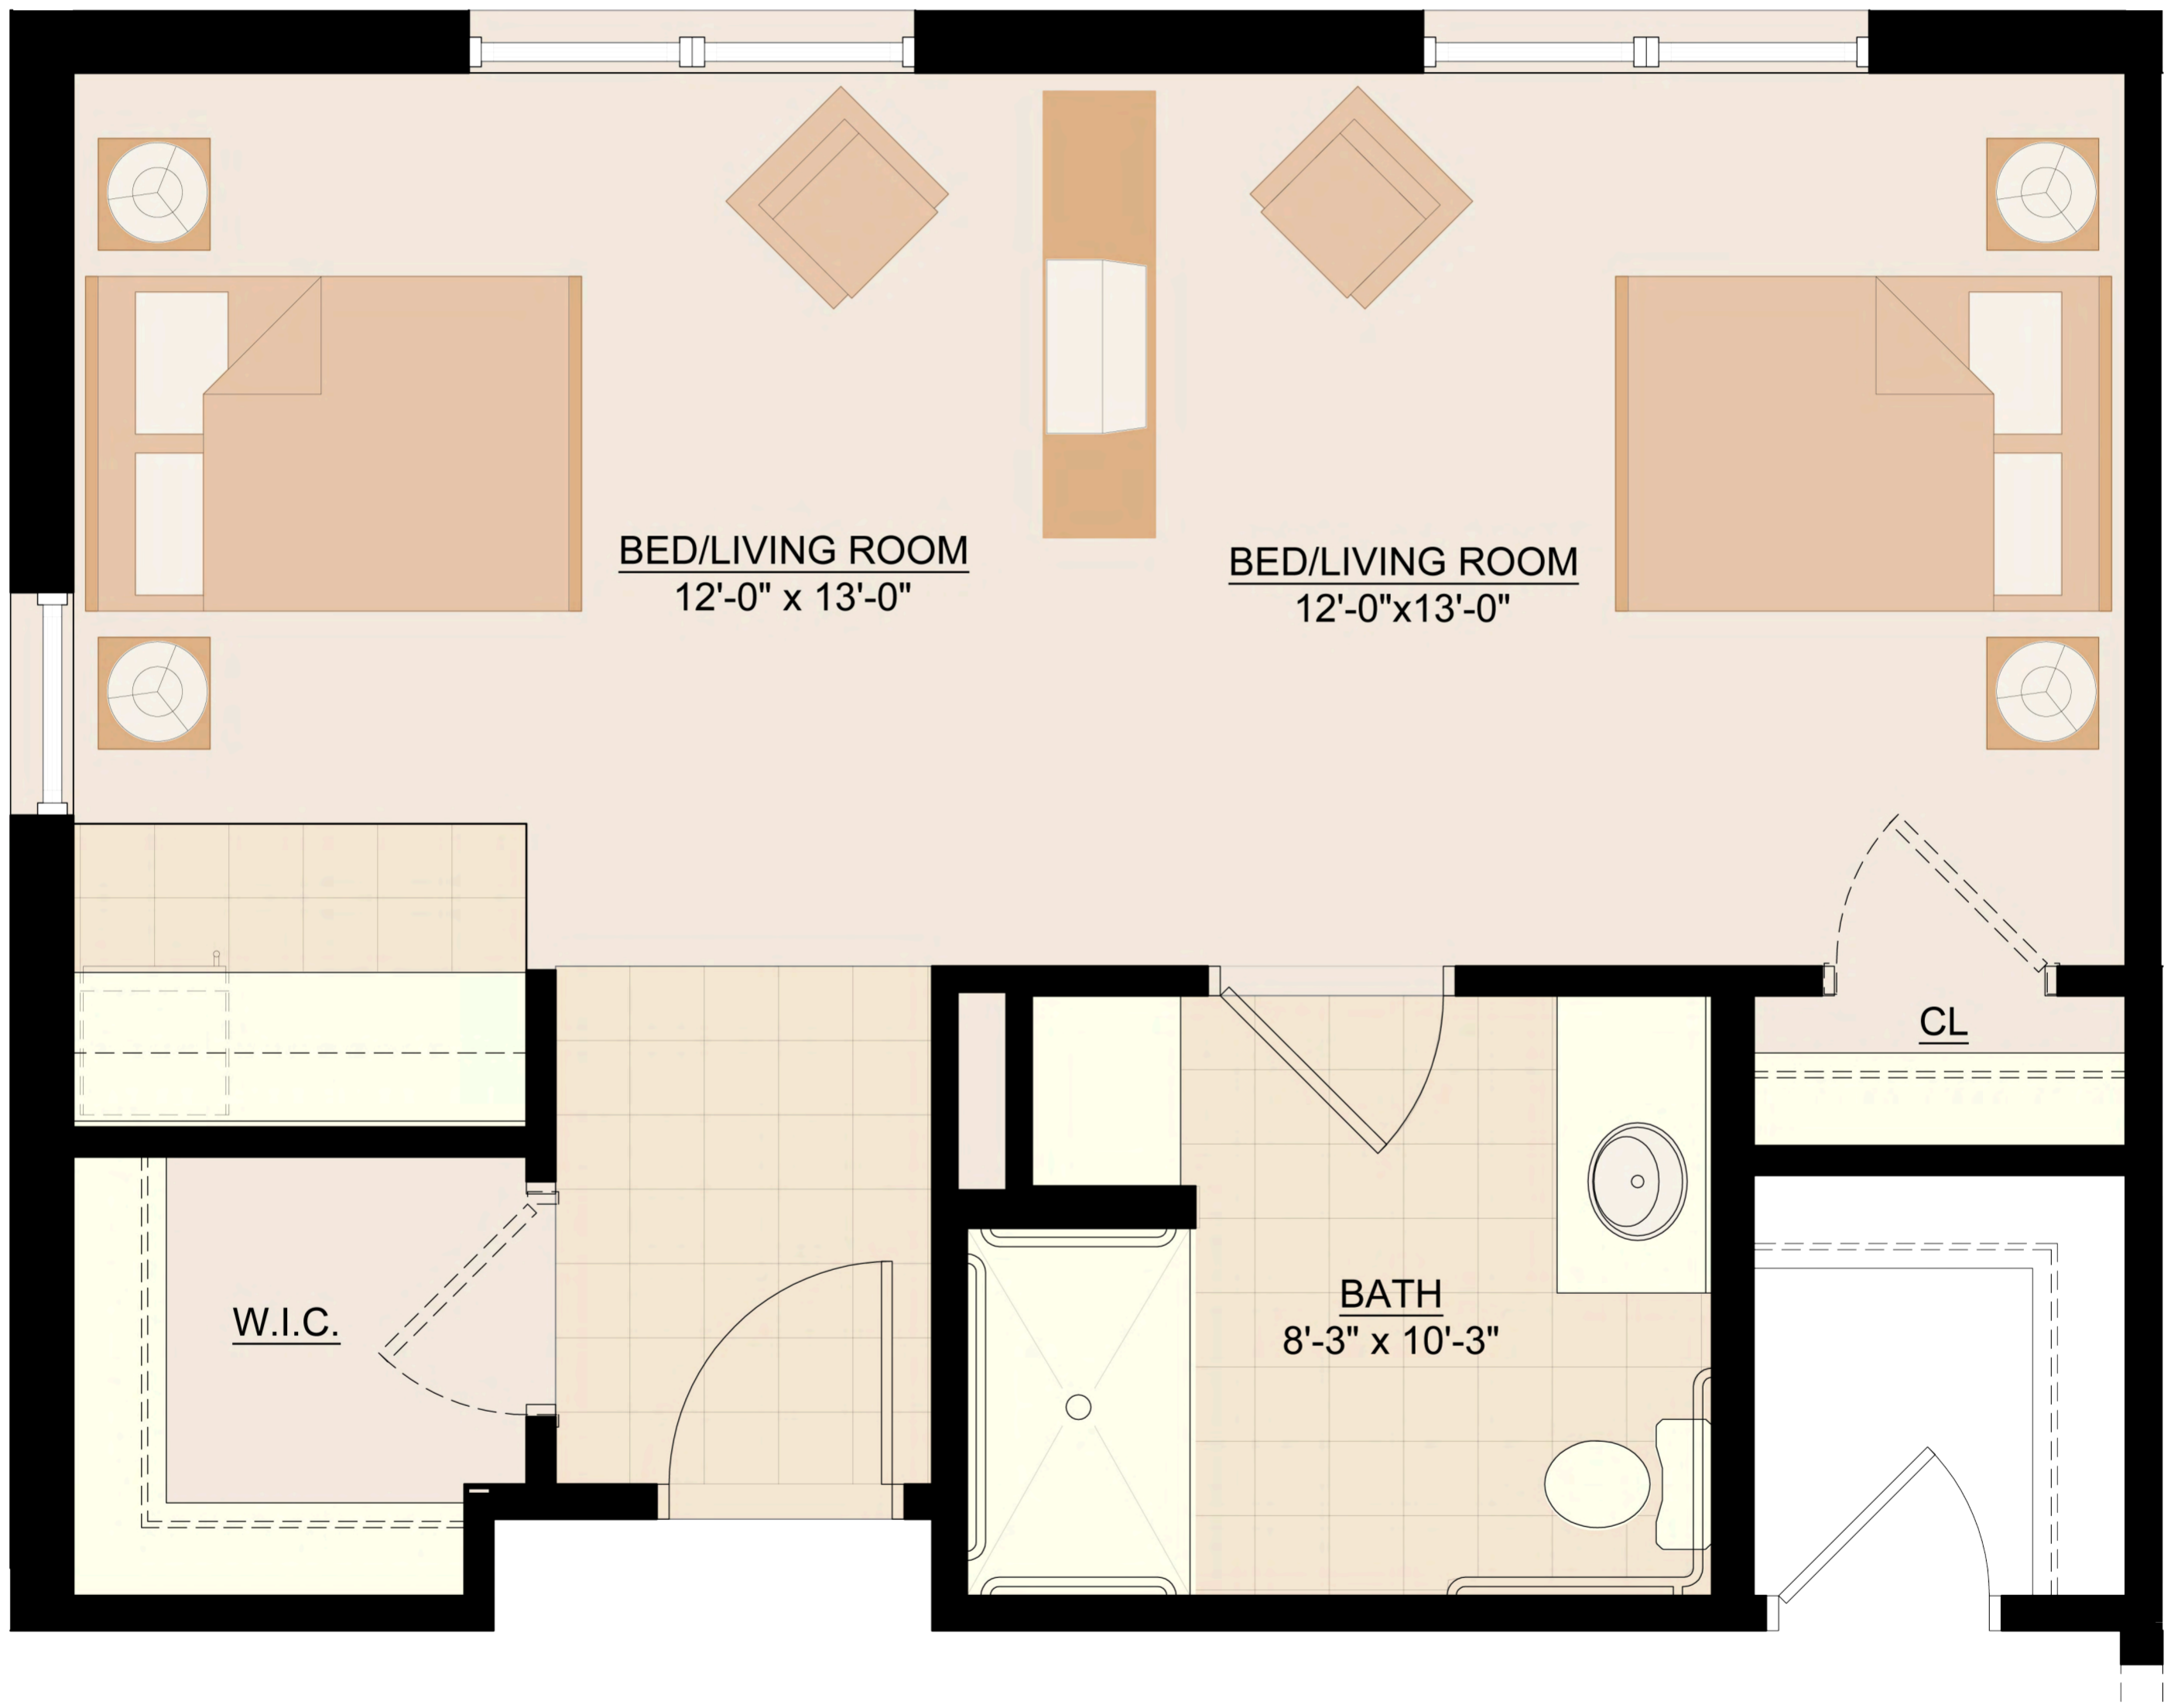 BED/LIVING ROOM
12'-0" x 13'-0"
BED/LIVING ROOM
12'-0"x13'-0"
CL
W.I.C.
BATH
8'-3" x 10'-3"